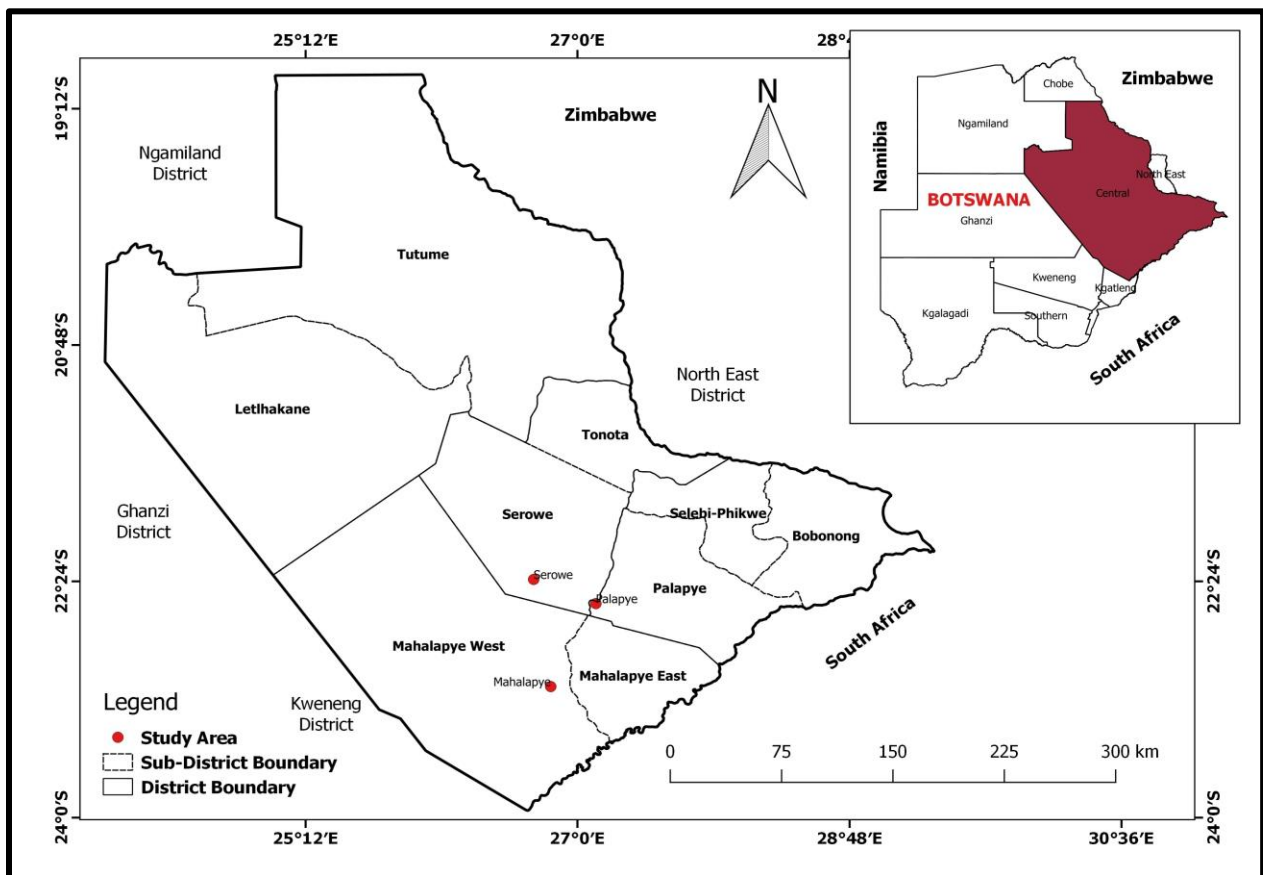 25°12′E
27°0′E
28°4
19°12′S
20°48′S
22°24′S
24°0′S
Zimbabwe
N
Ngamiland
District
Tutume
Letlhakane
North East
District
Tonota
Ghanzi
District
Serowe
Selebi-Phikwe
Bobonong
Serowe
Palapye
Palapye
South Africa
Mahalapye West
Mahalapye East
Mahalapye
Kweneng
District
Legend
Study Area
Sub-District Boundary
District Boundary
0 75 150 225 300 km
22°24′S
24°0′S
25°12′E
27°0′E
28°48′E
30°36′E
Chobe
Zimbabwe
Ngamiland
Namibia
North East
Central
BOTSWANA
Ghanzi
Kweneng
Kgatleng
Kgalagadi
Southern
South Africa